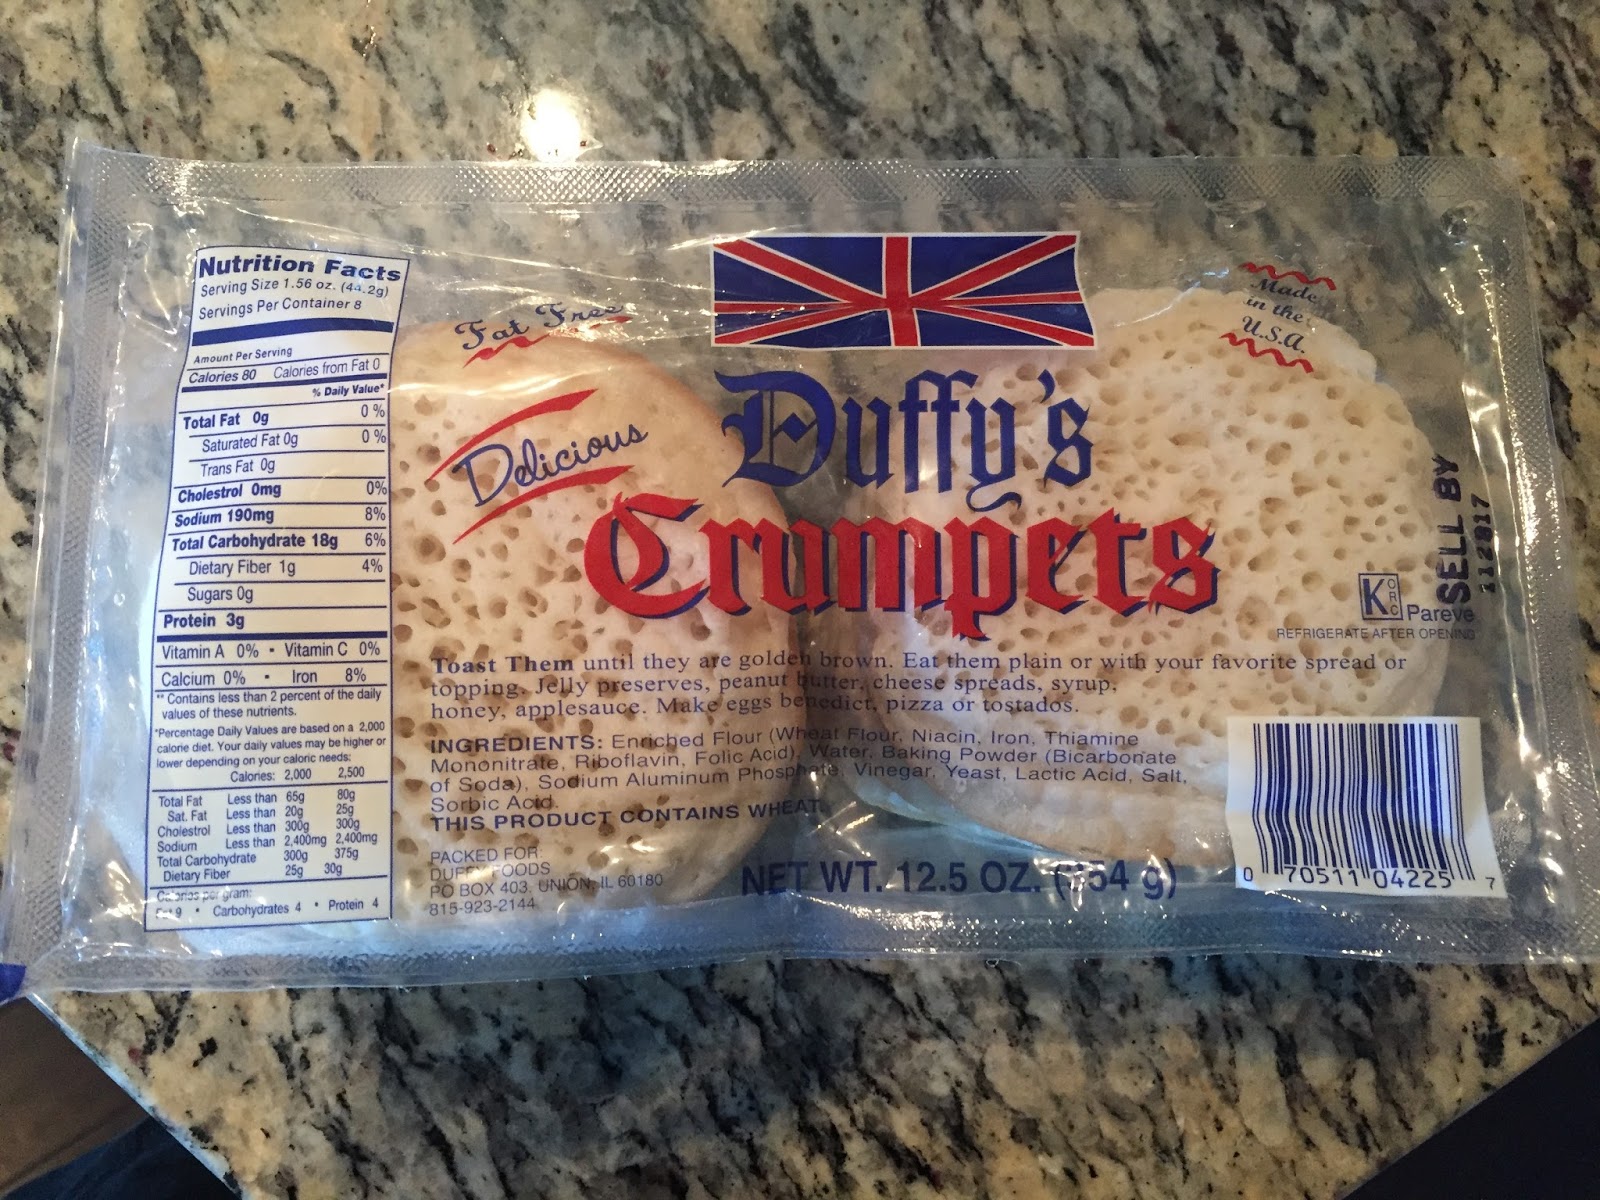 Nutrition Facts
Serving Size 1.56 oz. (44.2g)
Servings Per Container 8
Amount Per Serving
Calories 80 Calories from Fat 0
% Daily Value*
Total Fat 0g 0 %
Saturated Fat 0g 0 %
Trans Fat 0g
Cholestrol 0mg 0%
Sodium 190mg 8%
Total Carbohydrate 18g 6%
Dietary Fiber 1g 4%
Sugars 0g
Protein 3g
Vitamin A 0% • Vitamin C 0%
Calcium 0% • Iron 8%
** Contains less than 2 percent of the daily
values of these nutrients.
*Percentage Daily Values are based on a 2,000
calorie diet. Your daily values may be higher or
lower depending on your caloric needs:
Calories: 2,000 2,500
Total Fat Less than 65g 80g
Sat. Fat Less than 20g 25g
Cholestrol Less than 300g 300g
Sodium Less than 2,400mg 2,400mg
Total Carbohydrate 300g 375g
Dietary Fiber 25g 30g
Calories per gram:
Fat 9 • Carbohydrates 4 • Protein 4
Fat Free
Delicious
Duffy's
Crumpets
Made
in the
U.S.A.
SELL BY
112817
K
CORC
Pareve
REFRIGERATE AFTER OPENING
Toast Them until they are golden brown. Eat them plain or with your favorite spread or
topping. Jelly preserves, peanut butter, cheese spreads, syrup,
honey, applesauce. Make eggs benedict, pizza or tostados.
INGREDIENTS: Enriched Flour (Wheat Flour, Niacin, Iron, Thiamine
Mononitrate, Riboflavin, Folic Acid), Water, Baking Powder (Bicarbonate
of Soda), Sodium Aluminum Phosphate, Vinegar, Yeast, Lactic Acid, Salt,
Sorbic Acid.
THIS PRODUCT CONTAINS WHEAT
PACKED FOR:
DUFFY FOODS
PO BOX 403, UNION, IL 60180
815-923-2144
NET WT. 12.5 OZ. (354 g)
0 70511 04225 7